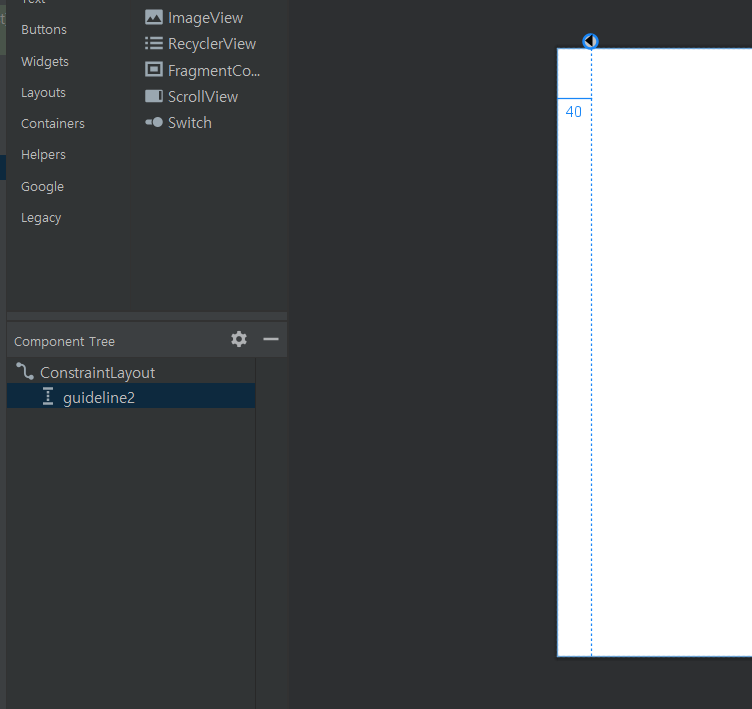 Buttons
Widgets
Layouts
Containers
Helpers
Google
Legacy
ImageView
RecyclerView
FragmentCo...
ScrollView
Switch
Component Tree
ConstraintLayout
guideline2
40